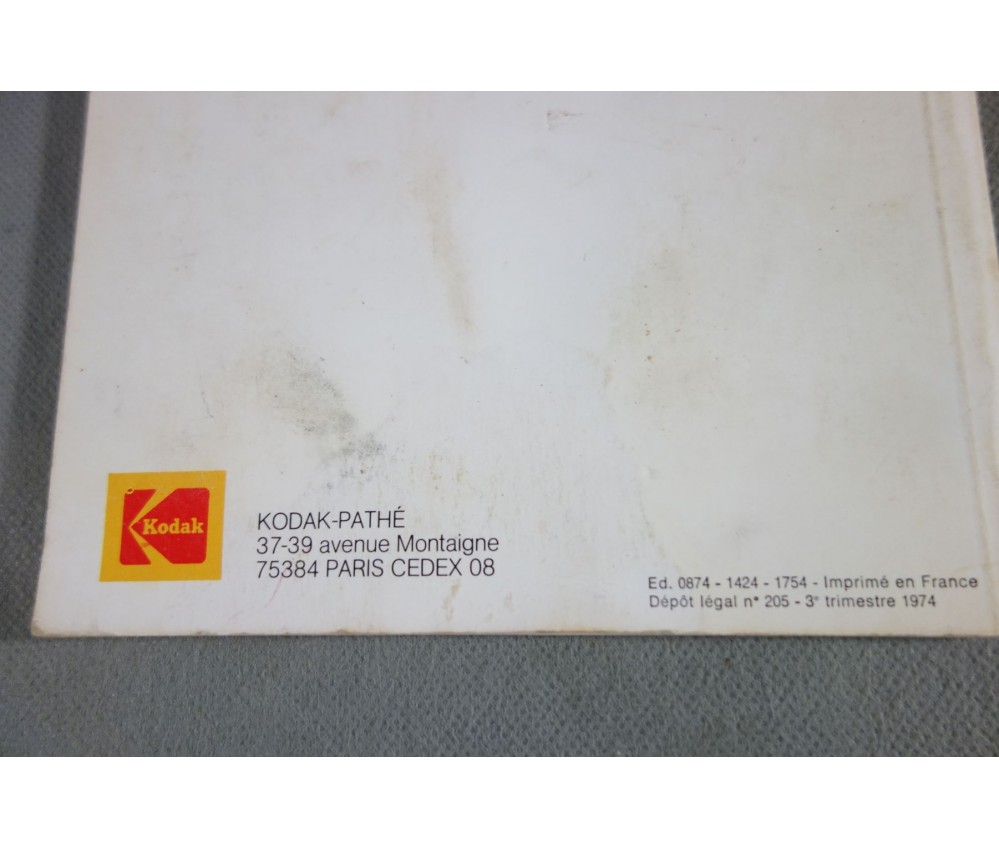 Kodak
KODAK-PATHÉ
37-39 avenue Montaigne
75384 PARIS CEDEX 08
Ed. 0874 - 1424 - 1754 - Imprimé en France
Dépôt légal n° 205 - 3e trimestre 1974